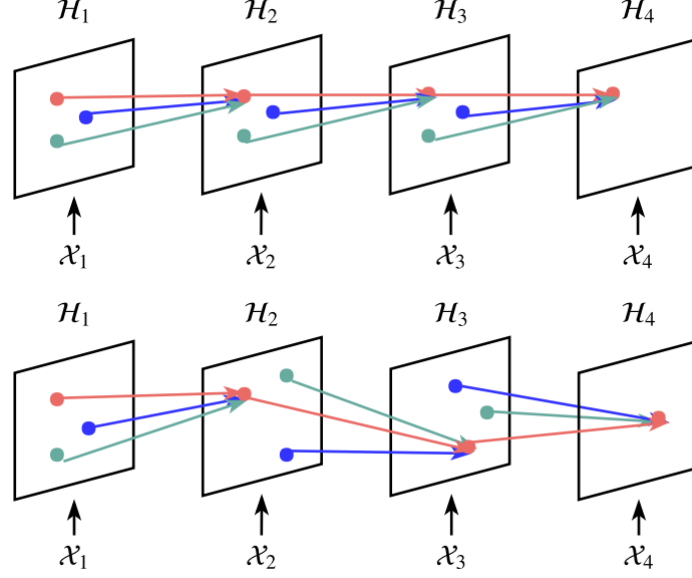 ℋ₁ ℋ₂ ℋ₃ ℋ₄
𝒳₁ 𝒳₂ 𝒳₃ 𝒳₄
ℋ₁ ℋ₂ ℋ₃ ℋ₄
𝒳₁ 𝒳₂ 𝒳₃ 𝒳₄